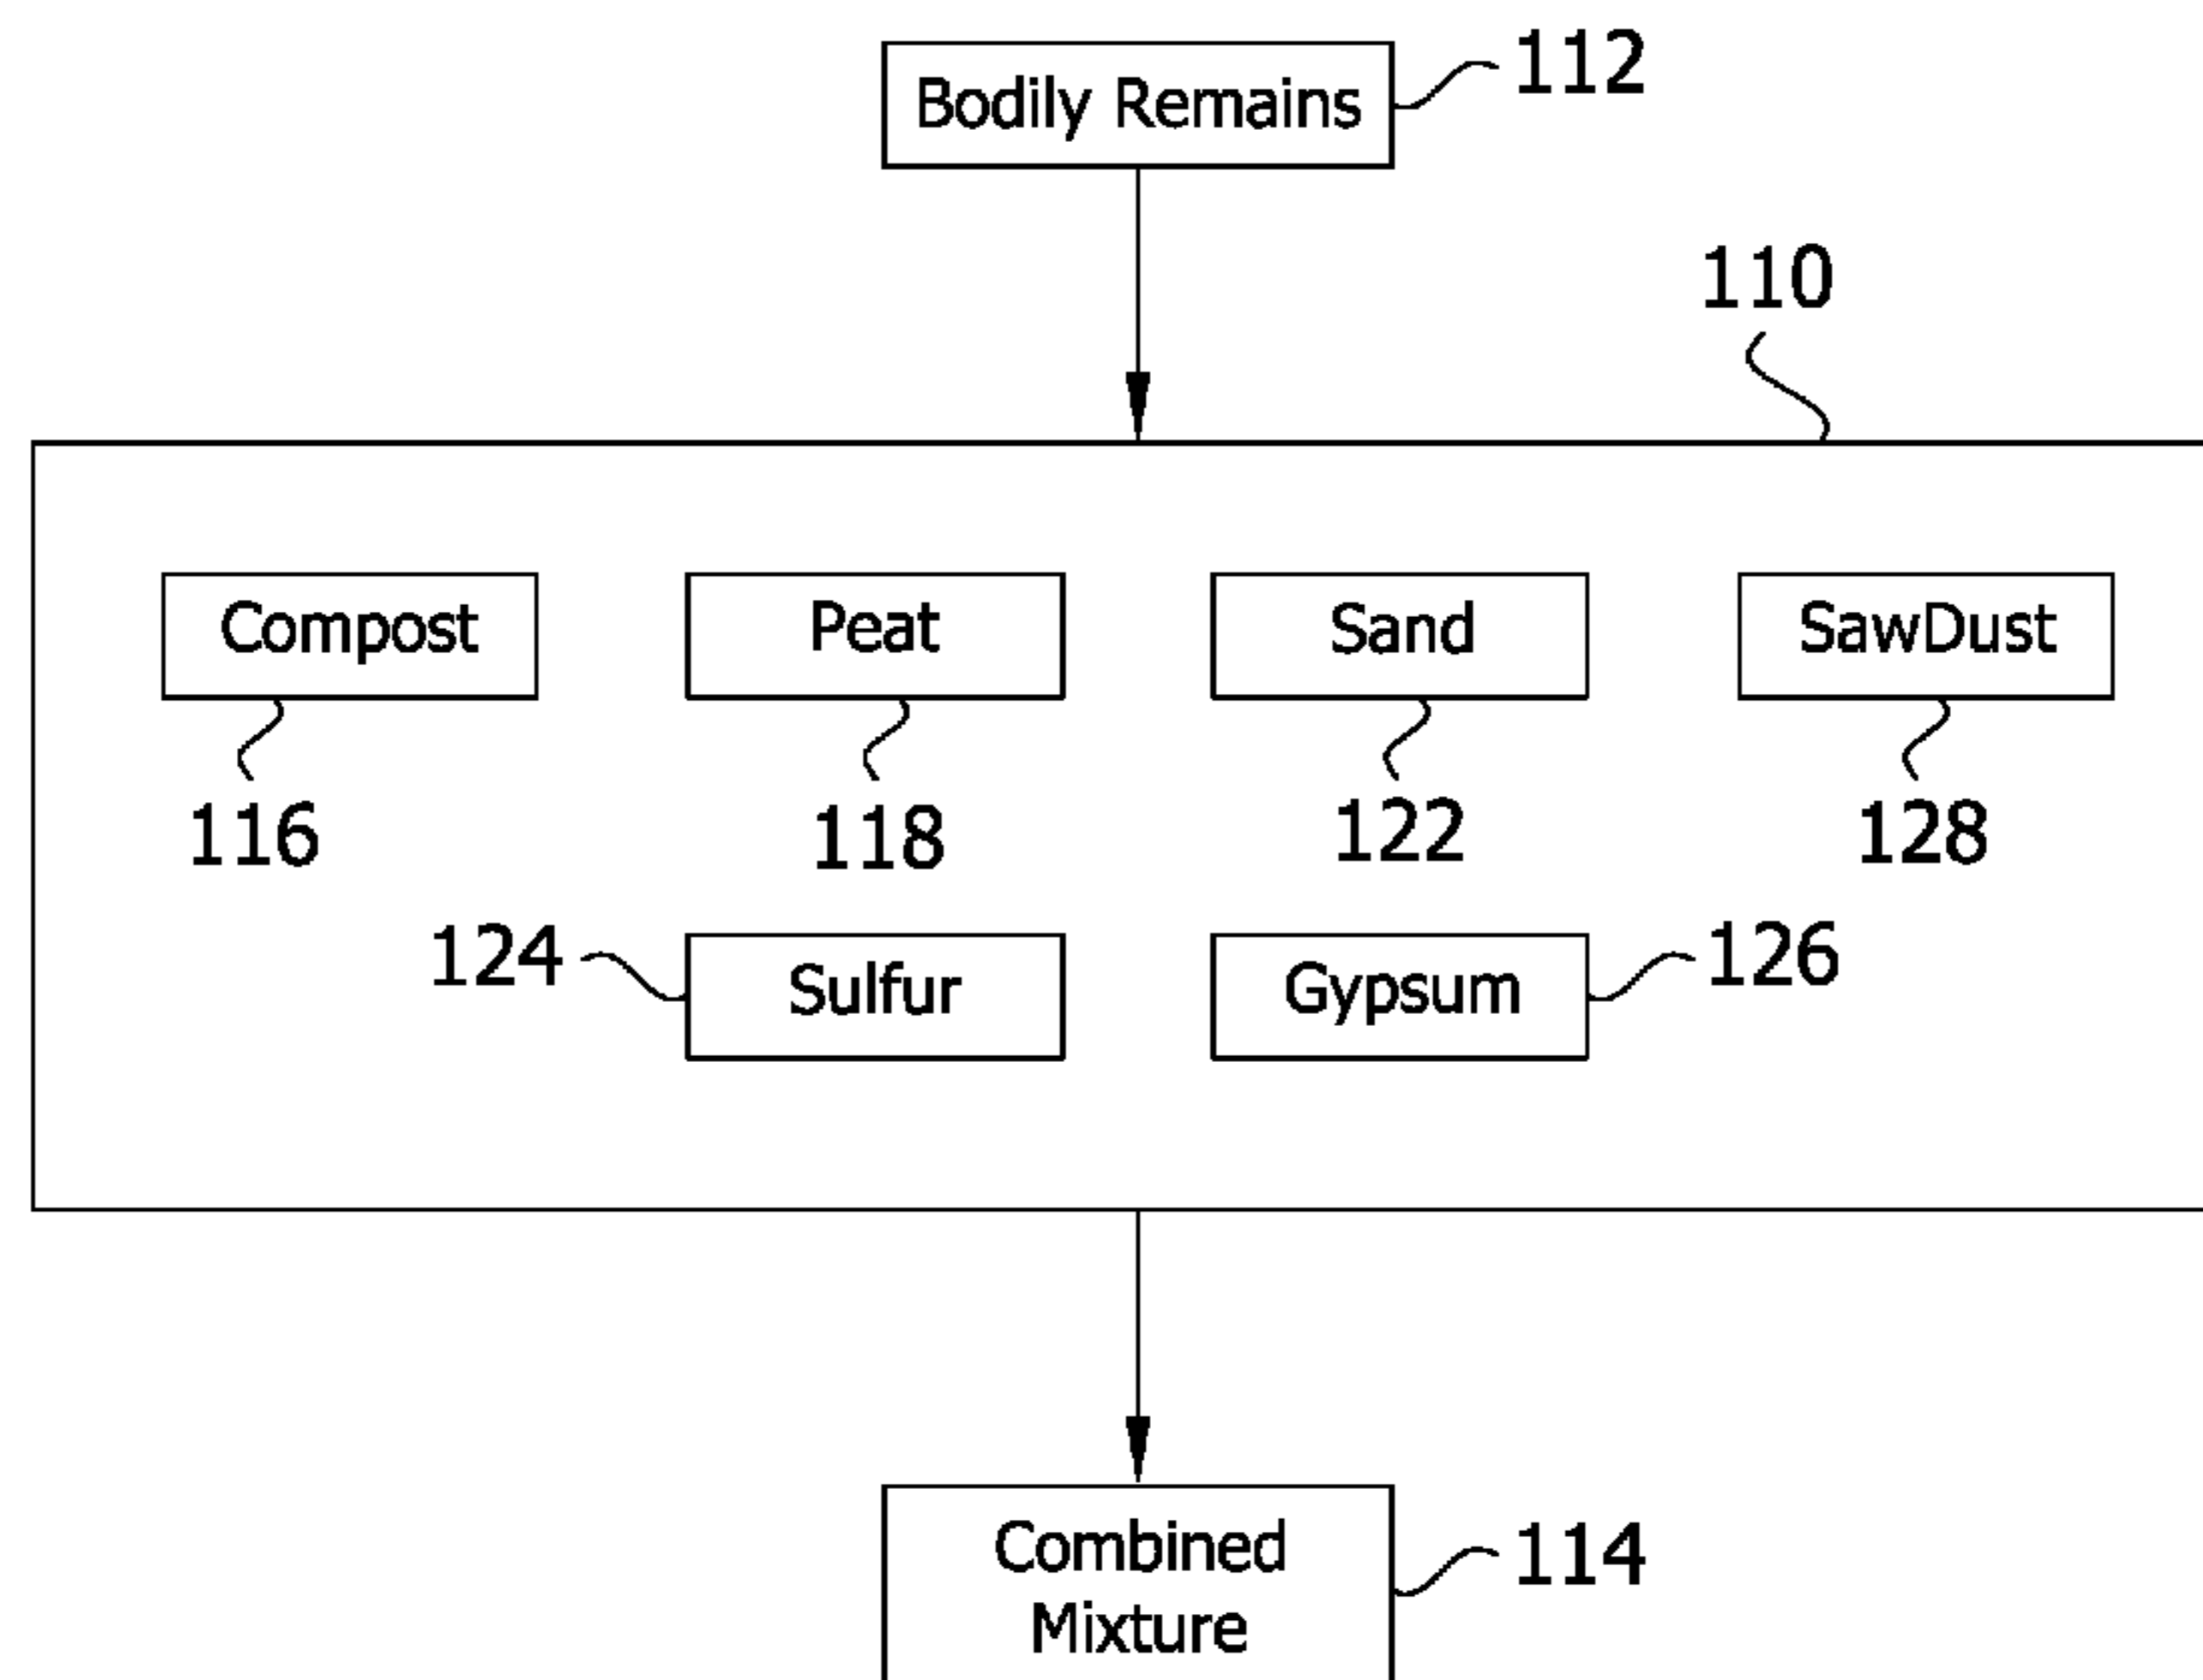 Bodily Remains 112
110
Compost Peat Sand SawDust
116 118 122 128
124 Sulfur Gypsum 126
Combined 114
Mixture